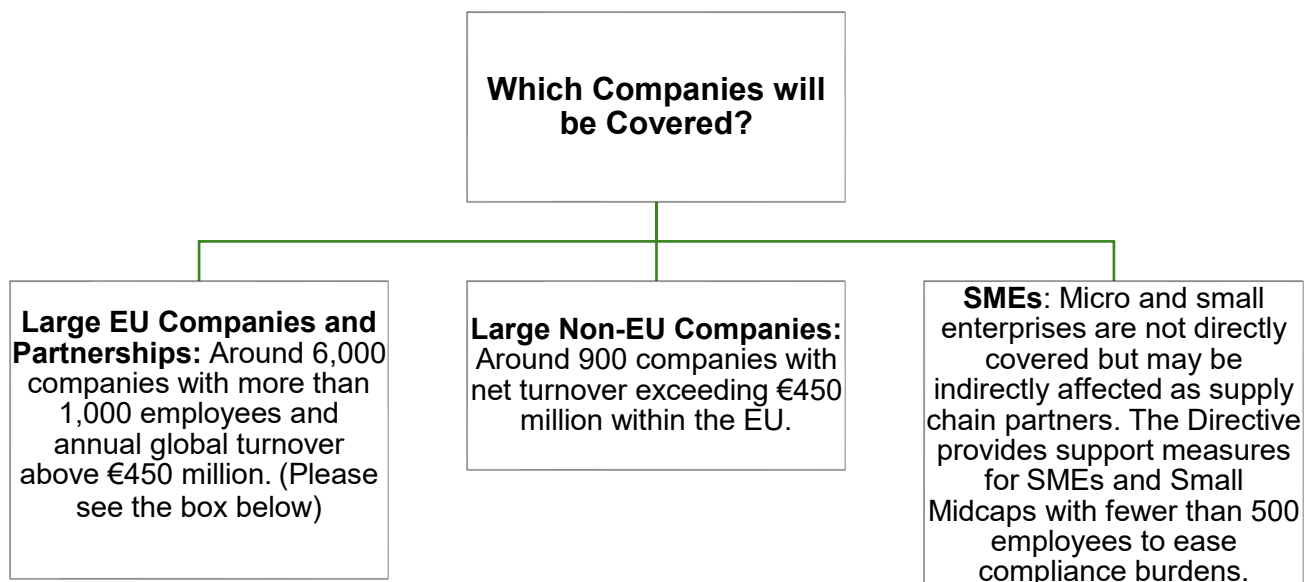 Which Companies will
be Covered?
Large EU Companies and
Partnerships: Around 6,000
companies with more than
1,000 employees and
annual global turnover
above €450 million. (Please
see the box below)
Large Non-EU Companies:
Around 900 companies with
net turnover exceeding €450
million within the EU.
SMEs: Micro and small
enterprises are not directly
covered but may be
indirectly affected as supply
chain partners. The Directive
provides support measures
for SMEs and Small
Midcaps with fewer than 500
employees to ease
compliance burdens.